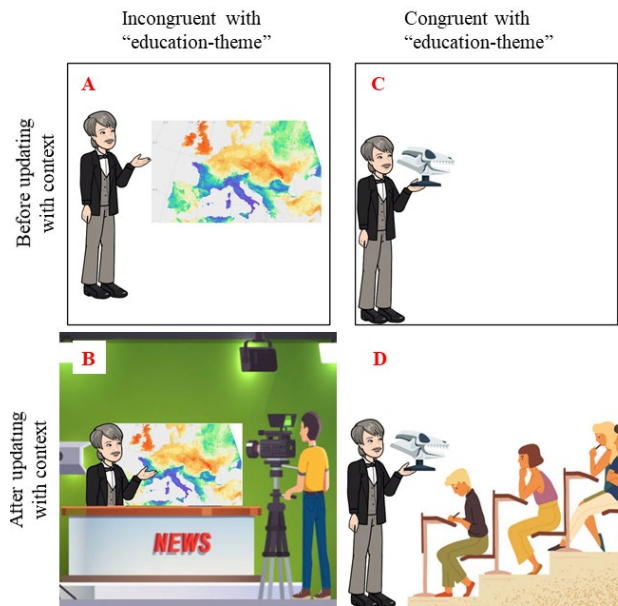 Incongruent with
“education-theme”
Congruent with
“education-theme”
Before updating
with context
A
C
After updating
with context
B
D
NEWS